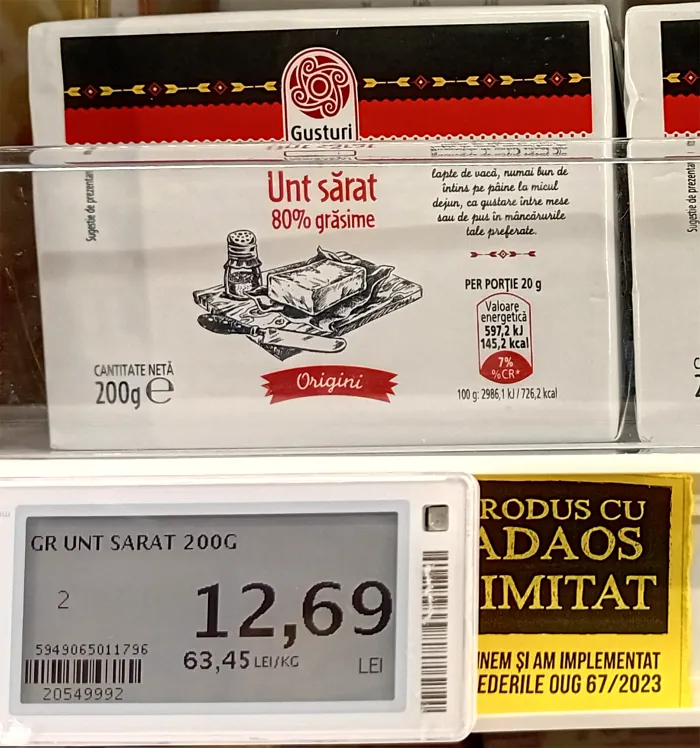 Gusturi
Unt sărat
80% grăsime
lapte de vacă, numai bun de
întins pe pâine la micul
dejun, ca gustare între mese
sau de pus în mâncărurile
tale preferate.
Sugestie de prezentare
PER PORȚIE 20 g
Valoare
energetică
597,2 kJ
145,2 kcal
7%
%CR*
100 g: 2986,1 kJ / 726,2 kcal
CANTITATE NETĂ
200g e
Origini
GR UNT SARAT 200G
2
12,69
5949065011796
63,45 LEI/KG
LEI
20549992
RODUS CU
ADAOS
IMITAT
NEM ȘI AM IMPLEMENTAT
EDERILE OUG 67/2023